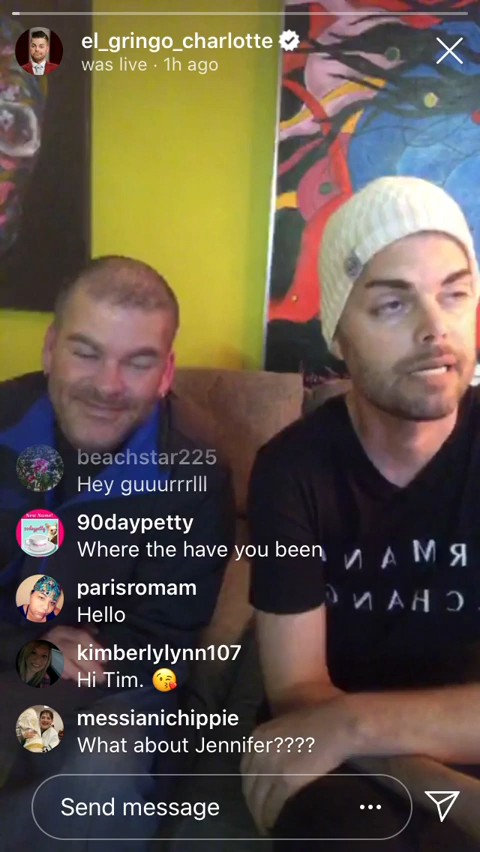 el_gringo_charlotte
was live · 1h ago
beachstar225
Hey guuurrrlll
90daypetty
Where the have you been
parisromam
Hello
kimberlylynn107
Hi Tim. 😘
messianichippie
What about Jennifer????
Send message